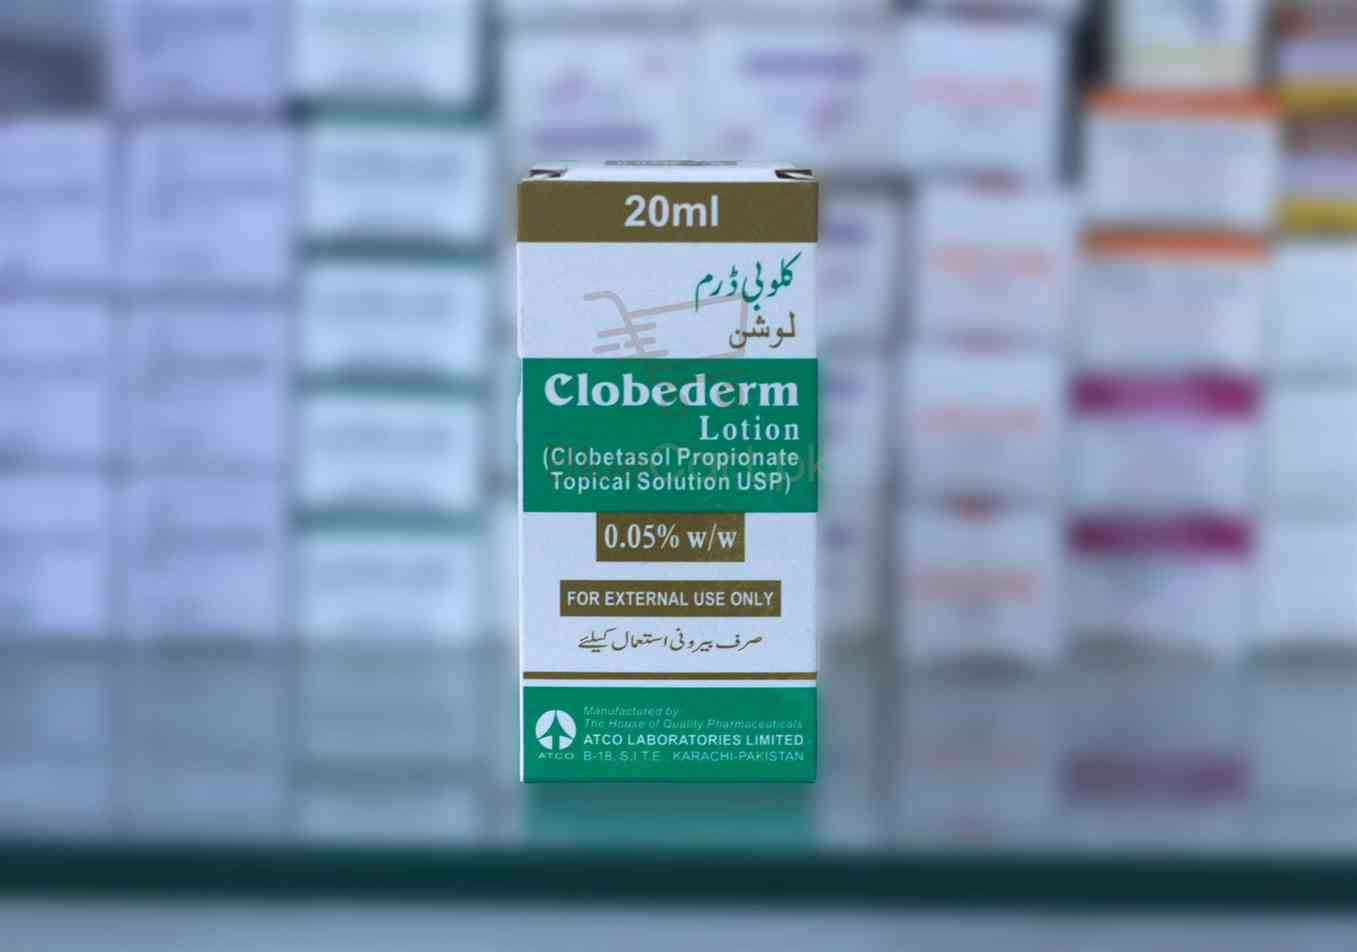 20ml
کلوبی ڈرم
لوشن
Clobederm
Lotion
(Clobetasol Propionate
Topical Solution USP)
0.05% w/w
FOR EXTERNAL USE ONLY
صرف بیرونی استعمال کیلئے
Manufactured by:
The House of Quality Pharmaceuticals
ATCO LABORATORIES LIMITED
ATCO
B-18, S.I.T.E., KARACHI-PAKISTAN